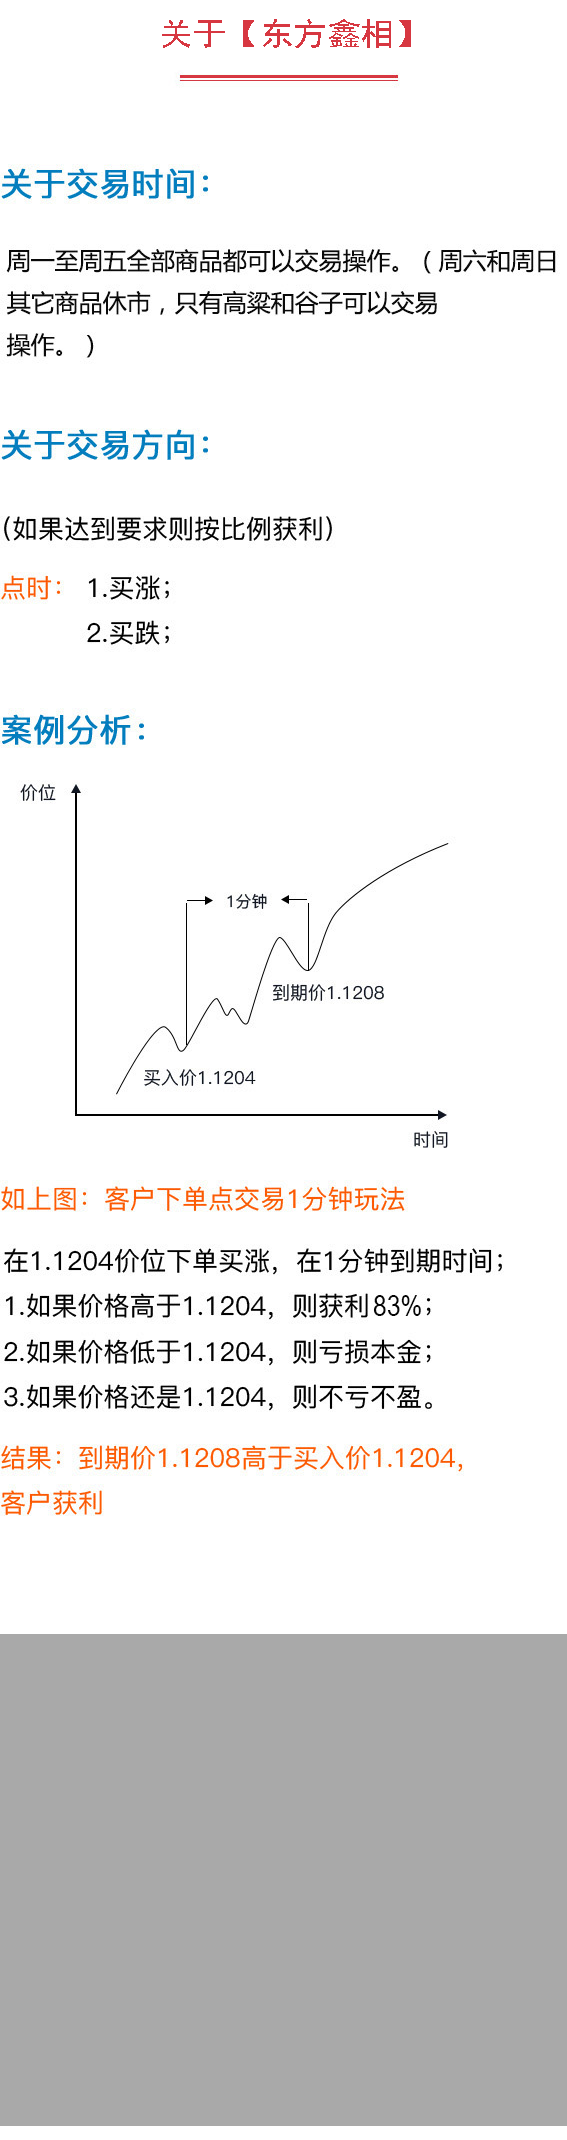 关于【东方鑫相】
关于交易时间：
周一至周五全部商品都可以交易操作。（周六和周日
其它商品休市，只有高粱和谷子可以交易
操作。）
关于交易方向：
（如果达到要求则按比例获利）
点时： 1.买涨；
2.买跌；
案例分析：
价位
1分钟
到期价1.1208
买入价1.1204
时间
如上图：客户下单点交易1分钟玩法
在1.1204价位下单买涨，在1分钟到期时间；
1.如果价格高于1.1204，则获利83%；
2.如果价格低于1.1204，则亏损本金；
3.如果价格还是1.1204，则不亏不盈。
结果：到期价1.1208高于买入价1.1204，
客户获利